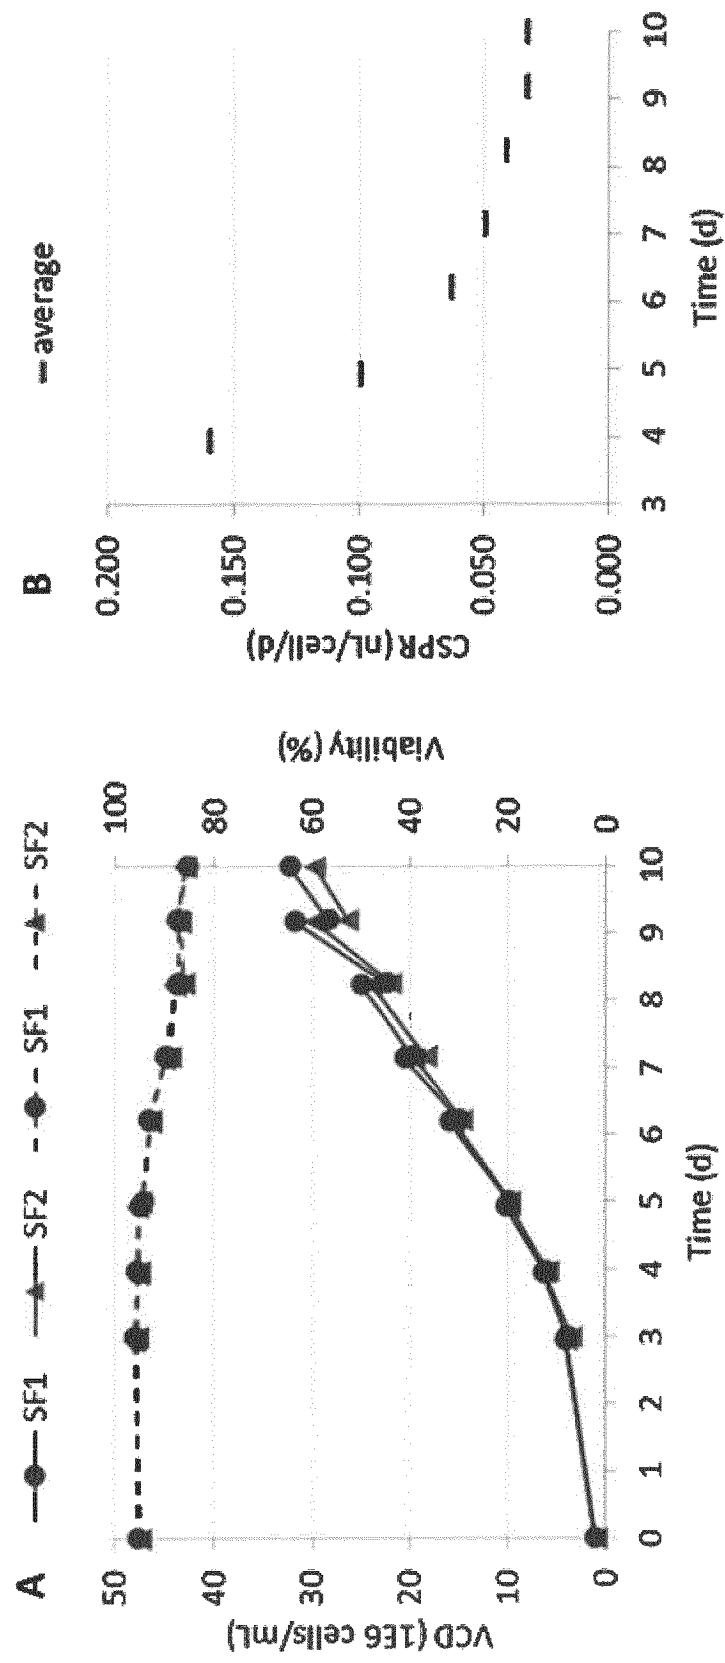 A
SF1 SF2 SF1 SF2
VCD (1E6 cells/mL)
50
40
30
20
10
0
0 1 2 3 4 5 6 7 8 9 10
Time (d)
100
80
60
40
20
0
Viability (%)
B
average
CSPR (nL/cell/d)
0.200
0.150
0.100
0.050
0.000
3 4 5 6 7 8 9 10
Time (d)